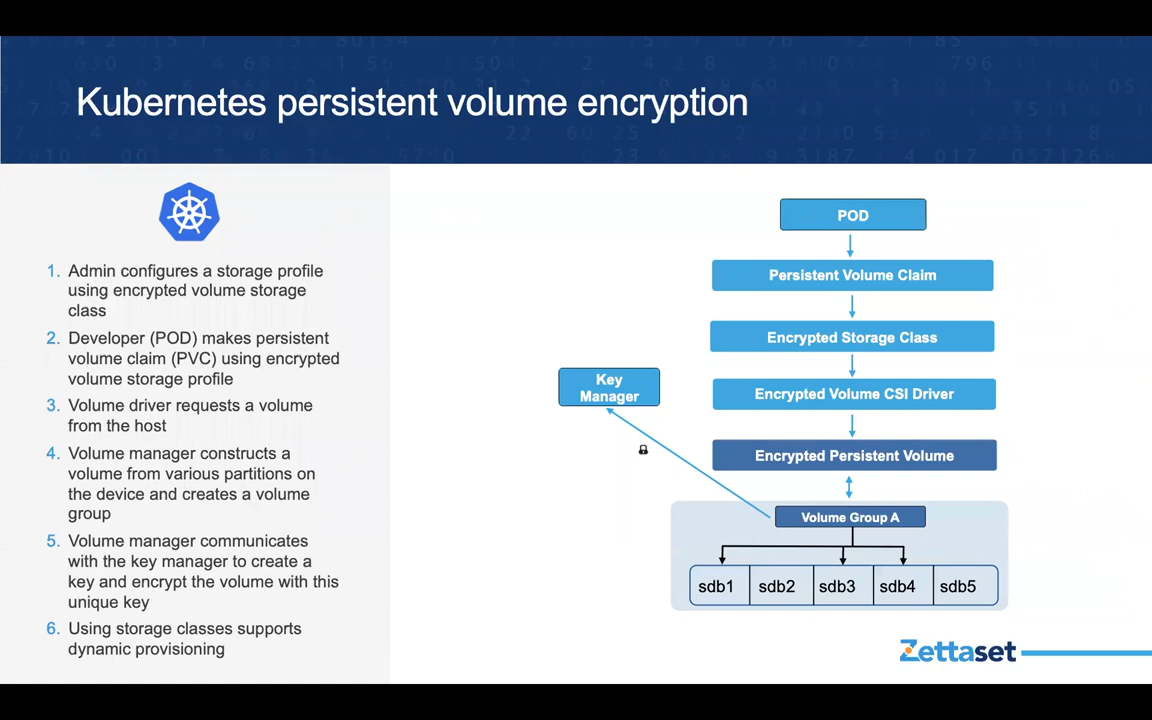 Kubernetes persistent volume encryption
1. Admin configures a storage profile
using encrypted volume storage
class
2. Developer (POD) makes persistent
volume claim (PVC) using encrypted
volume storage profile
3. Volume driver requests a volume
from the host
4. Volume manager constructs a
volume from various partitions on
the device and creates a volume
group
5. Volume manager communicates
with the key manager to create a
key and encrypt the volume with this
unique key
6. Using storage classes supports
dynamic provisioning
POD
Persistent Volume Claim
Encrypted Storage Class
Key
Manager
Encrypted Volume CSI Driver
Encrypted Persistent Volume
Volume Group A
sdb1 sdb2 sdb3 sdb4 sdb5
Zettaset